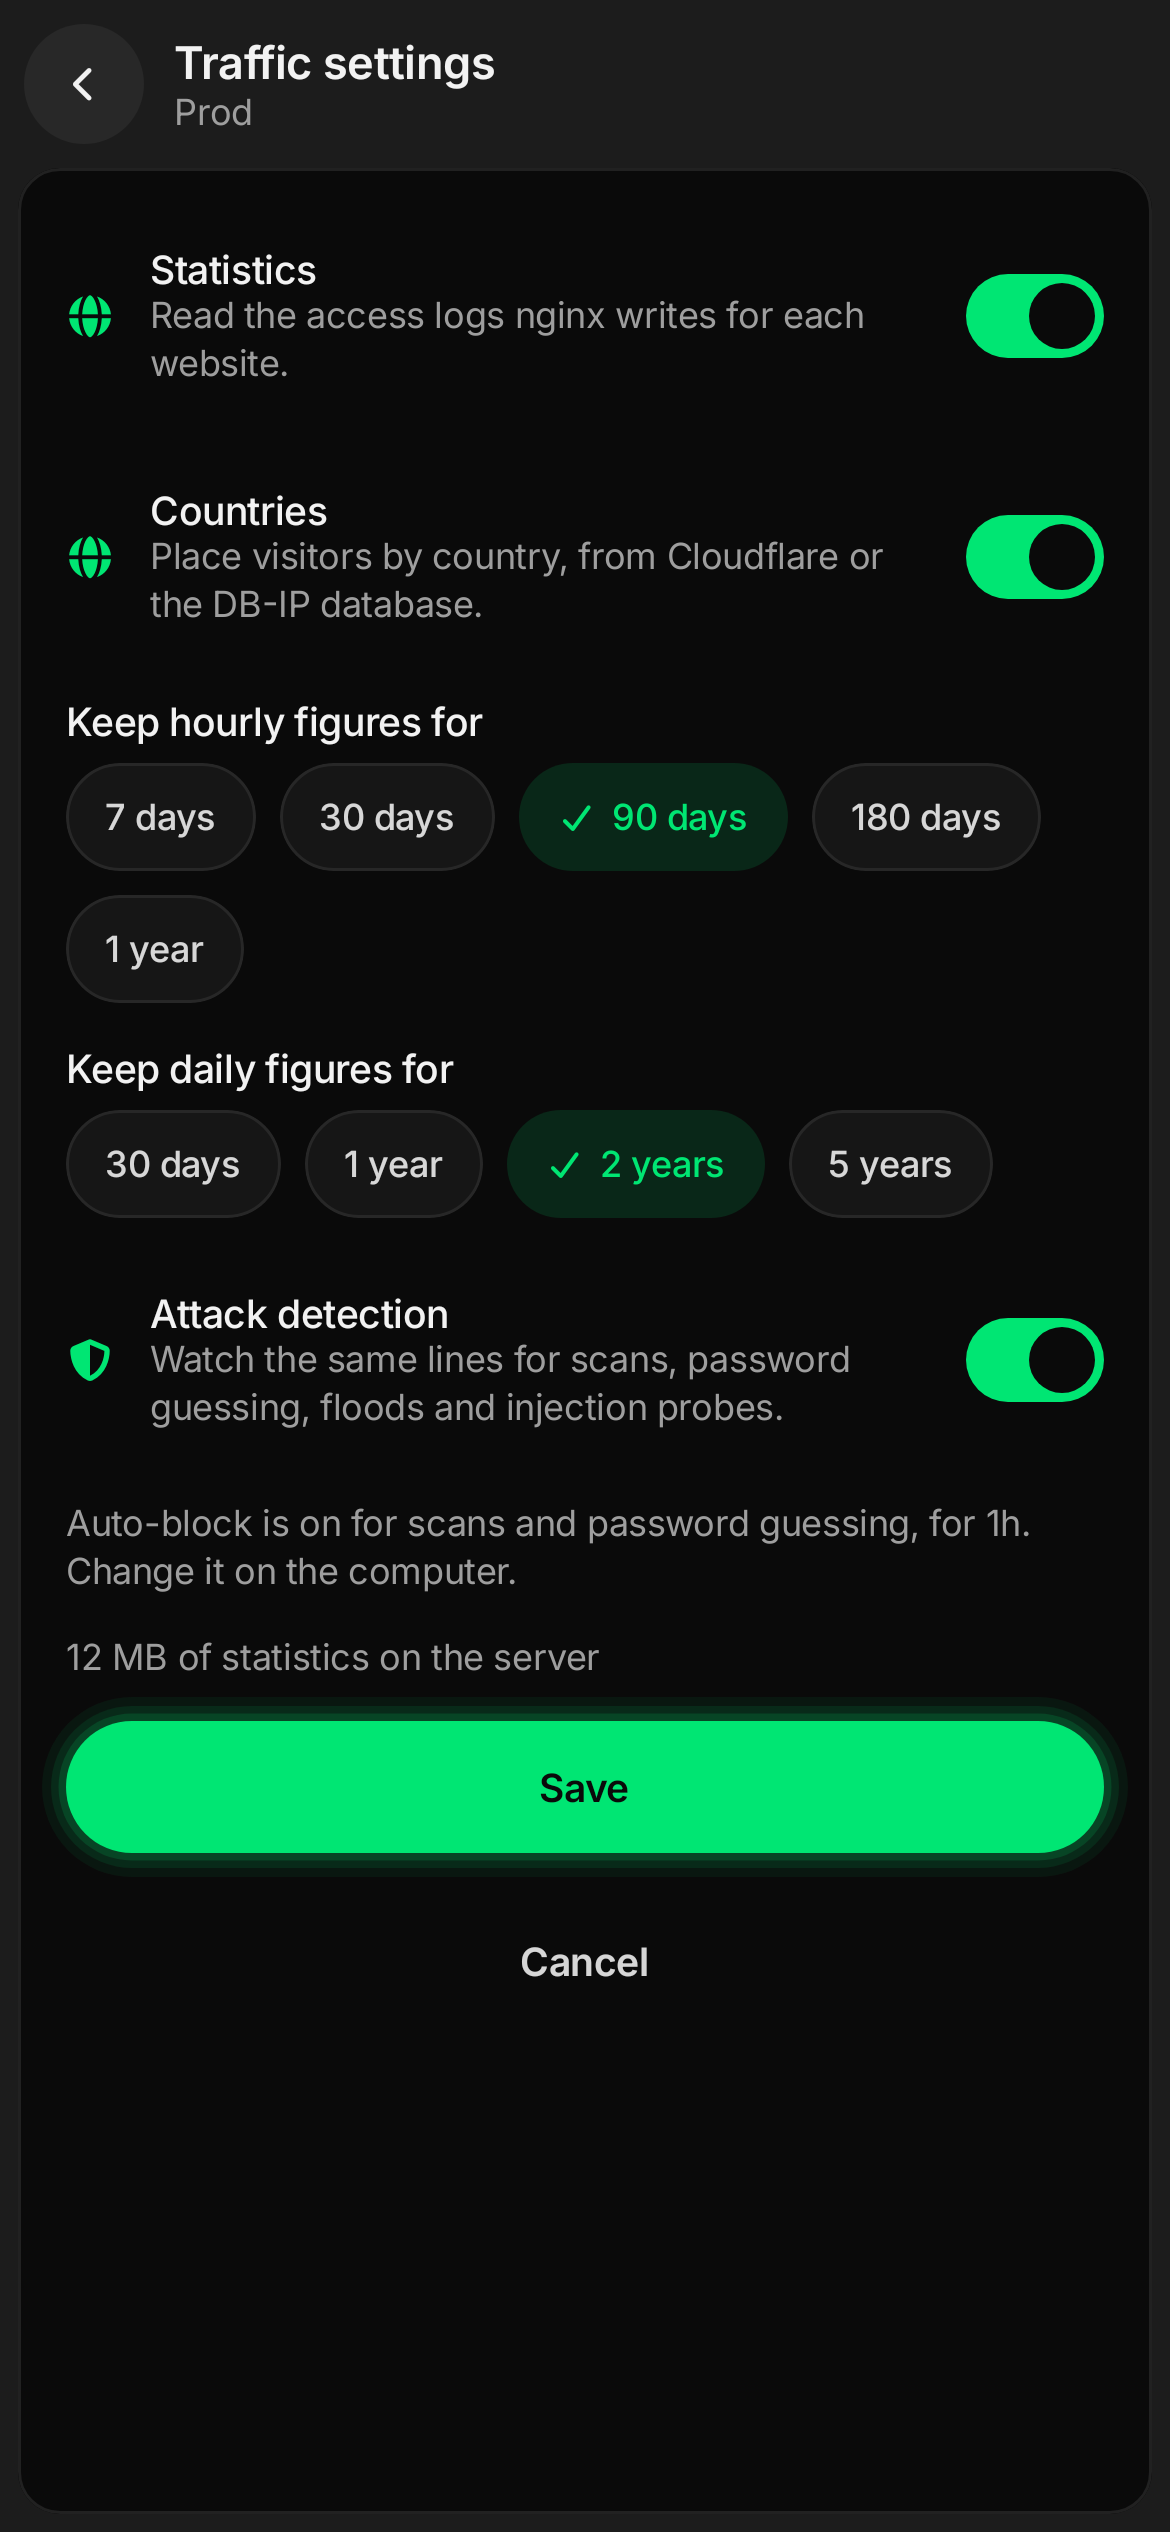 Traffic settings
Prod
Statistics
Read the access logs nginx writes for each
website.
Countries
Place visitors by country, from Cloudflare or
the DB-IP database.
Keep hourly figures for
7 days
30 days
90 days
180 days
1 year
Keep daily figures for
30 days
1 year
2 years
5 years
Attack detection
Watch the same lines for scans, password
guessing, floods and injection probes.
Auto-block is on for scans and password guessing, for 1h.
Change it on the computer.
12 MB of statistics on the server
Save
Cancel